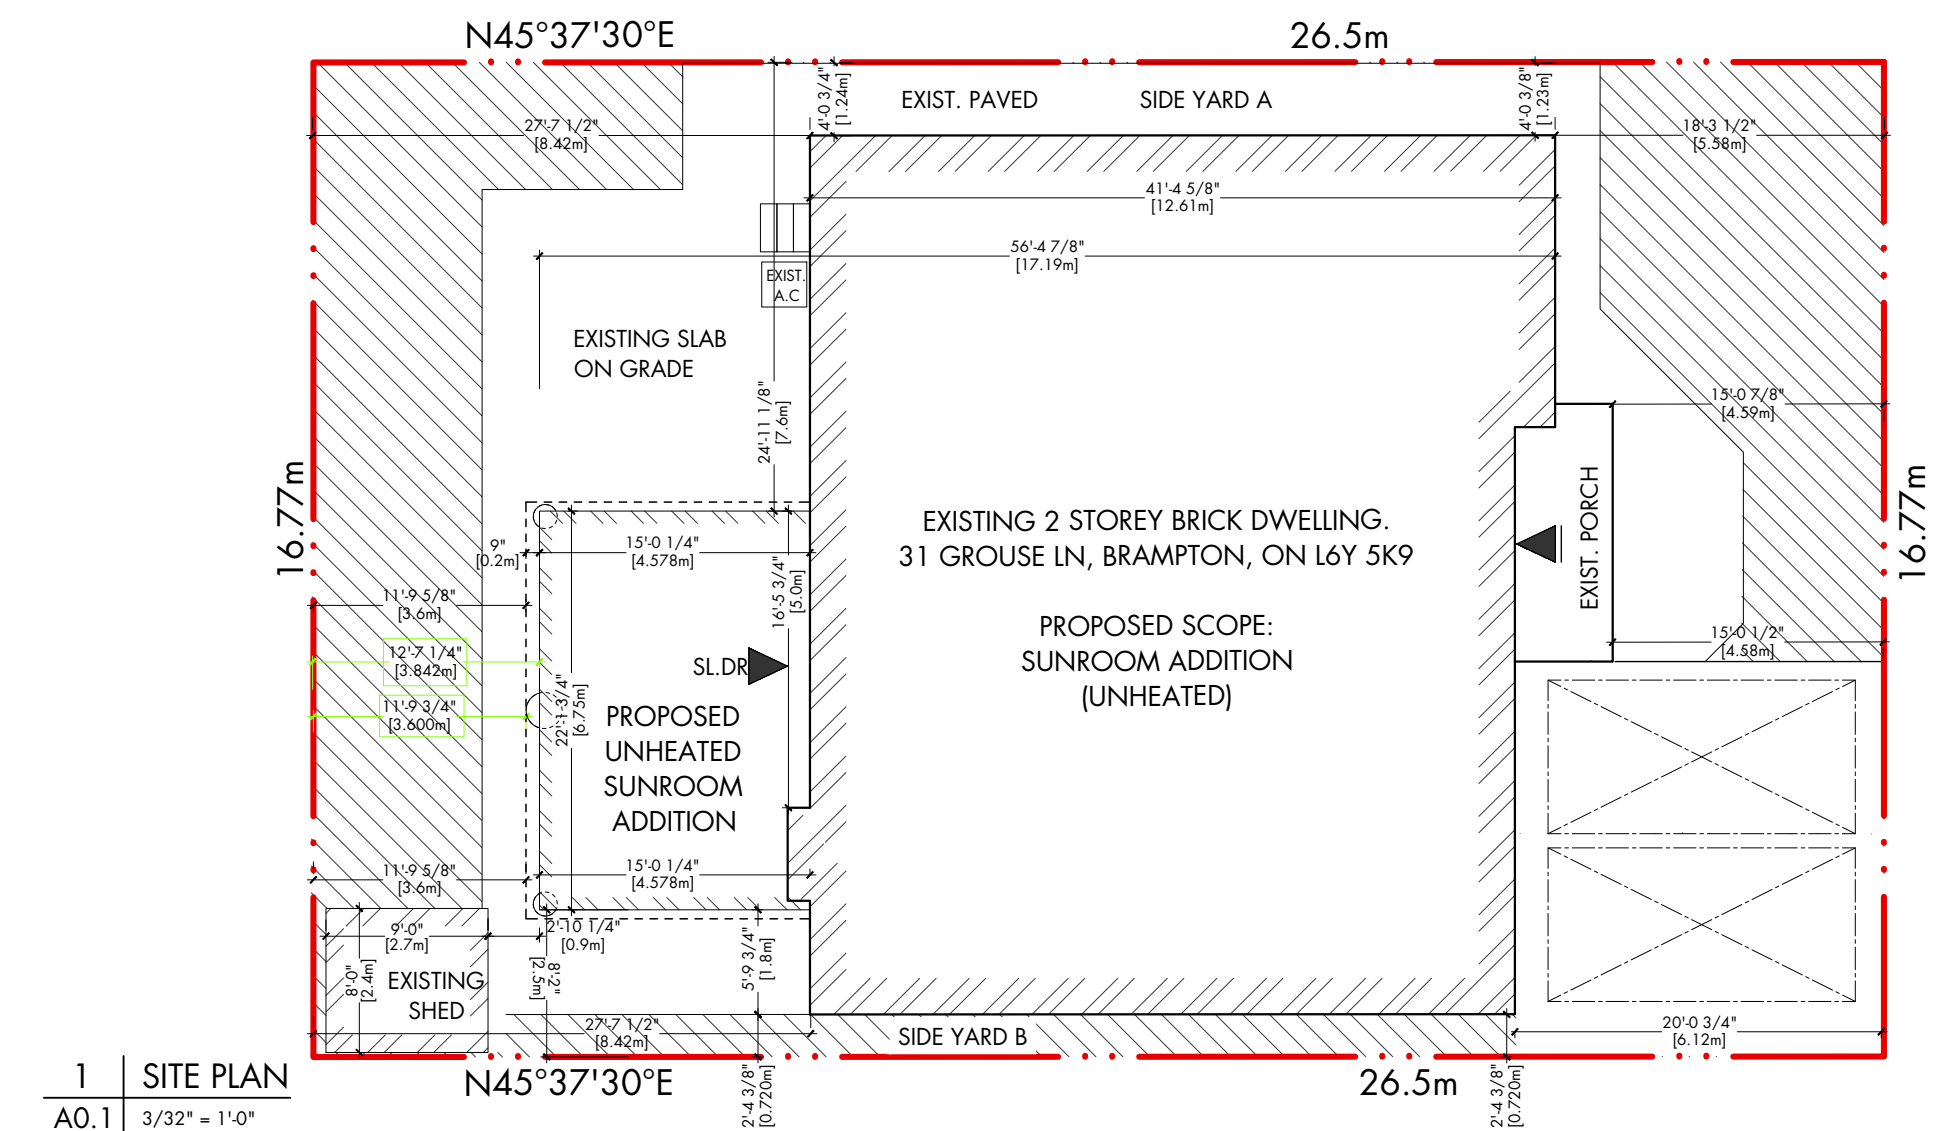 N45°37'30"E
26.5m
4'-0 3/4"
[1.24m]
EXIST. PAVED
SIDE YARD A
4'-0 3/8"
[1.23m]
27'-7 1/2"
[8.42m]
18'-3 1/2"
[5.58m]
41'-4 5/8"
[12.61m]
56'-4 7/8"
[17.19m]
EXIST.
A.C
EXISTING SLAB
ON GRADE
24'-11 1/8"
[7.6m]
15'-0 7/8"
[4.59m]
16.77m
16.77m
EXISTING 2 STOREY BRICK DWELLING.
31 GROUSE LN, BRAMPTON, ON L6Y 5K9
EXIST. PORCH
9"
[0.2m]
15'-0 1/4"
[4.578m]
16'-5 3/4"
[5.0m]
11'-9 5/8"
[3.6m]
PROPOSED SCOPE:
SUNROOM ADDITION
(UNHEATED)
15'-0 1/2"
[4.58m]
12'-7 1/4"
[3.842m]
SL.DR
11'-9 3/4"
[3.600m]
22'-1 3/4"
[6.75m]
PROPOSED
UNHEATED
SUNROOM
ADDITION
11'-9 5/8"
[3.6m]
15'-0 1/4"
[4.578m]
9'-0"
[2.7m]
2'-10 1/4"
[0.9m]
8'-0"
[2.4m]
EXISTING
SHED
8'-2"
[2.5m]
5'-9 3/4"
[1.8m]
27'-7 1/2"
[8.42m]
SIDE YARD B
20'-0 3/4"
[6.12m]
N45°37'30"E
26.5m
2'-4 3/8"
[0.720m]
2'-4 3/8"
[0.720m]
1
SITE PLAN
A0.1
3/32" = 1'-0"